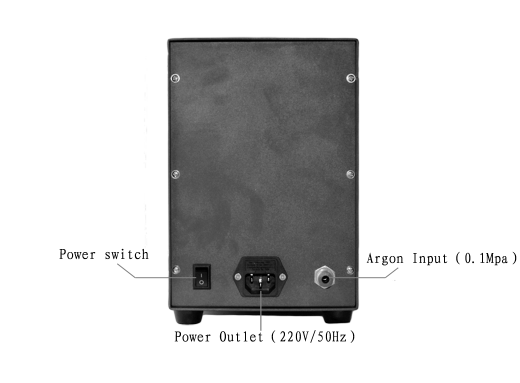 Power switch
Argon Input (0.1Mpa)
Power Outlet (220V/50Hz)